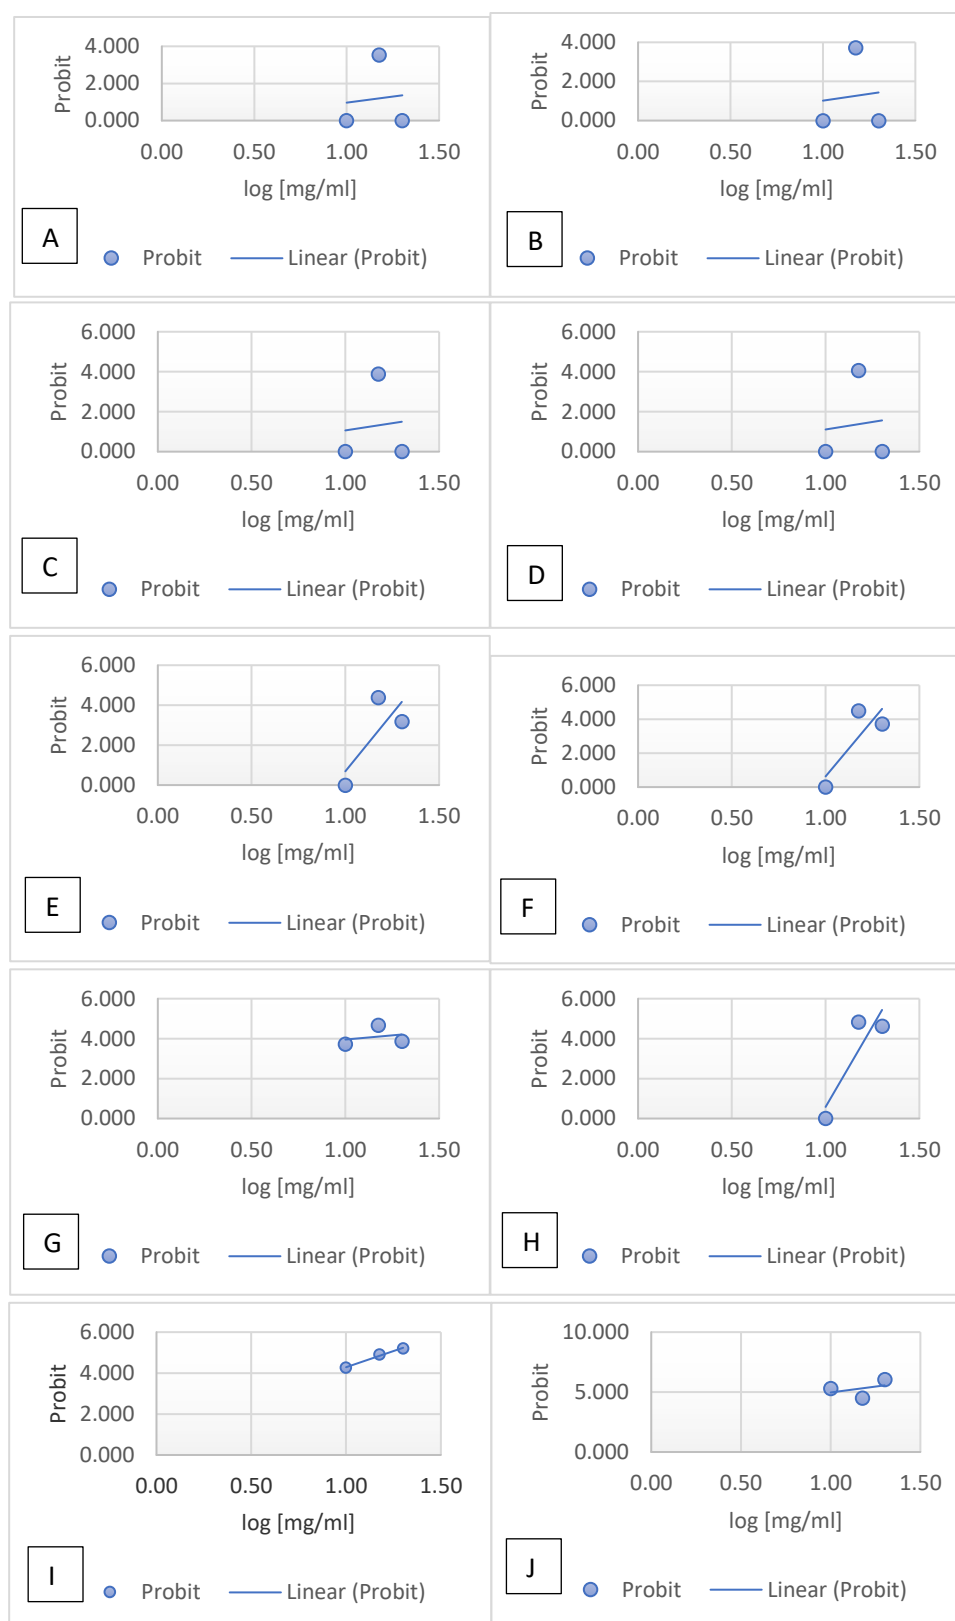 4.000
2.000
0.000
Probit
0.00 0.50 1.00 1.50
log [mg/ml]
A
Probit Linear (Probit)
4.000
2.000
0.000
Probit
0.00 0.50 1.00 1.50
log [mg/ml]
B
Probit Linear (Probit)
6.000
4.000
2.000
0.000
Probit
0.00 0.50 1.00 1.50
log [mg/ml]
C
Probit Linear (Probit)
6.000
4.000
2.000
0.000
Probit
0.00 0.50 1.00 1.50
log [mg/ml]
D
Probit Linear (Probit)
6.000
4.000
2.000
0.000
Probit
0.00 0.50 1.00 1.50
log [mg/ml]
E
Probit Linear (Probit)
6.000
4.000
2.000
0.000
Probit
0.00 0.50 1.00 1.50
log [mg/ml]
F
Probit Linear (Probit)
6.000
4.000
2.000
0.000
Probit
0.00 0.50 1.00 1.50
log [mg/ml]
G
Probit Linear (Probit)
6.000
4.000
2.000
0.000
Probit
0.00 0.50 1.00 1.50
log [mg/ml]
H
Probit Linear (Probit)
6.000
4.000
2.000
0.000
Probit
0.00 0.50 1.00 1.50
log [mg/ml]
I
Probit Linear (Probit)
10.000
5.000
0.000
Probit
0.00 0.50 1.00 1.50
log [mg/ml]
J
Probit Linear (Probit)